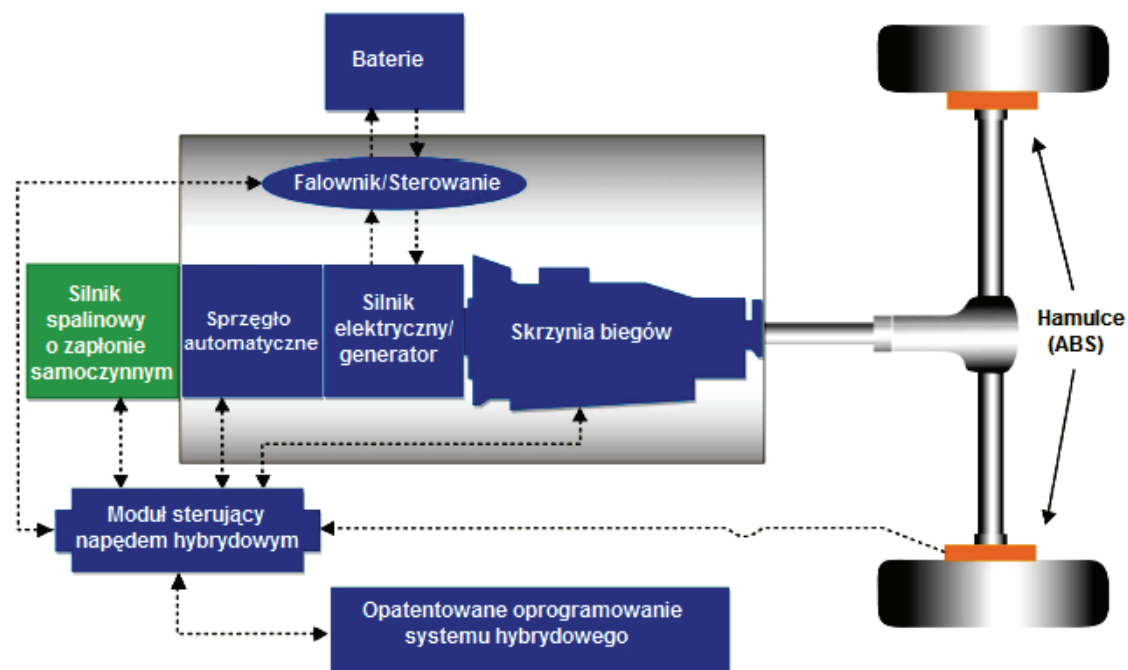 Baterie
Falownik/Sterowanie
Silnik
spalinowy
o zapłonie
samoczynnym
Sprzęgło
automatyczne
Silnik
elektryczny/
generator
Skrzynia biegów
Hamulce
(ABS)
Moduł sterujący
napędem hybrydowym
Opatentowane oprogramowanie
systemu hybrydowego